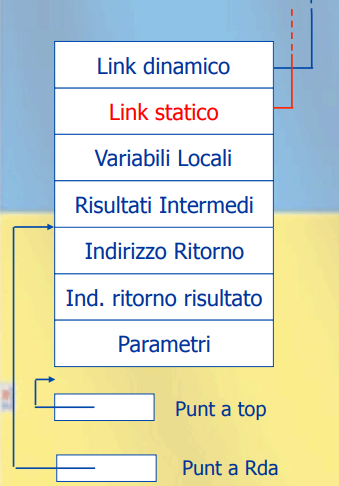 Link dinamico
Link statico
Variabili Locali
Risultati Intermedi
Indirizzo Ritorno
Ind. ritorno risultato
Parametri
Punt a top
Punt a Rda